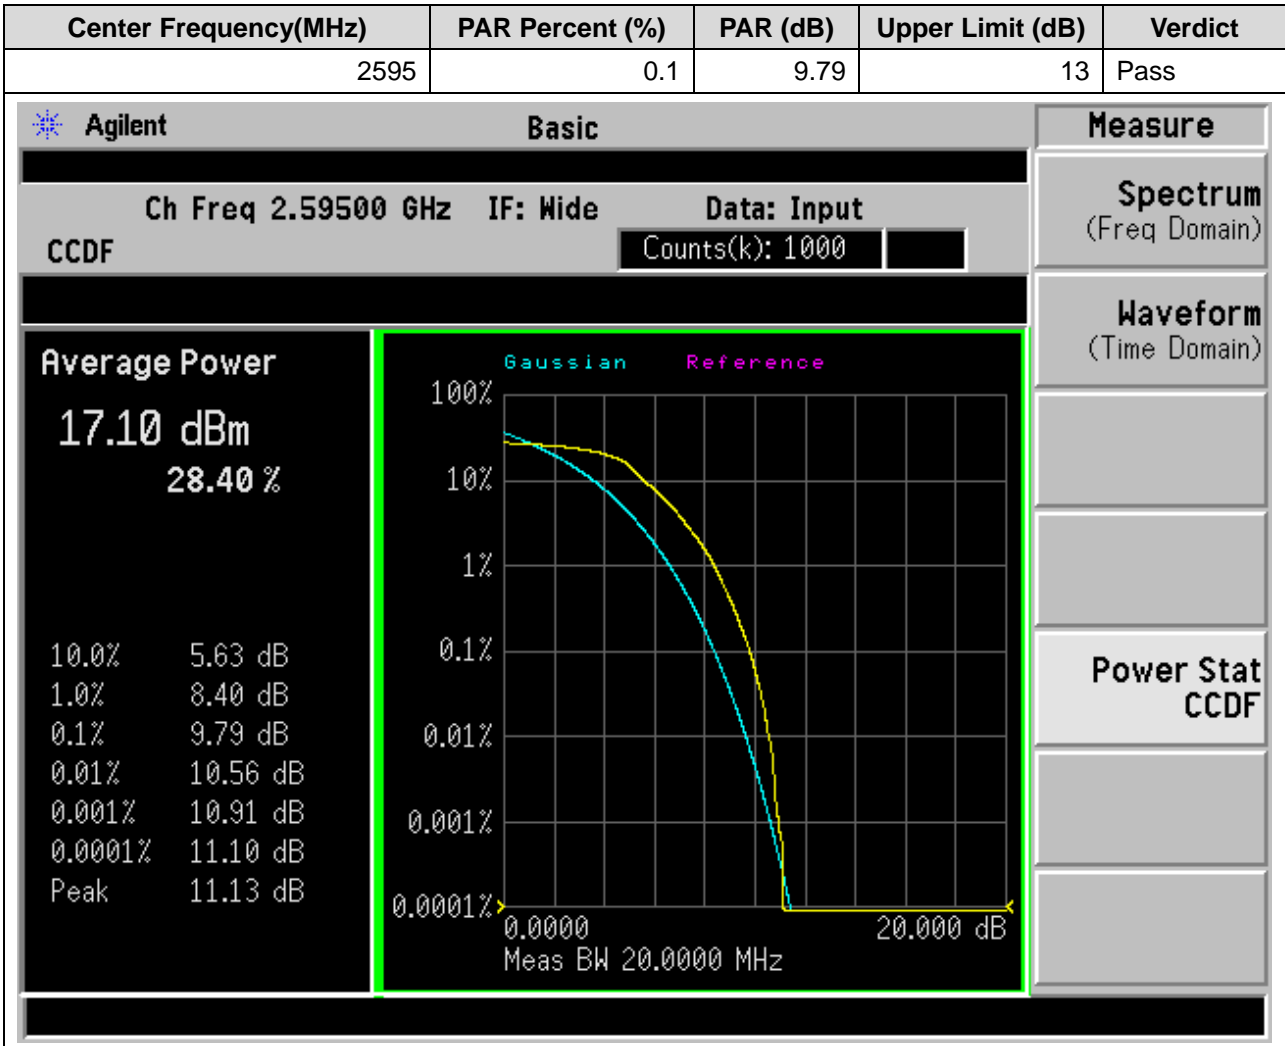 Center Frequency(MHz) PAR Percent (%) PAR (dB) Upper Limit (dB) Verdict
2595 0.1 9.79 13 Pass
Agilent Basic Measure
Ch Freq 2.59500 GHz IF: Wide Data: Input
CCDF Counts(k): 1000
Spectrum
(Freq Domain)
Waveform
(Time Domain)
Power Stat
CCDF
Average Power
17.10 dBm
28.40 %
10.0% 5.63 dB
1.0% 8.40 dB
0.1% 9.79 dB
0.01% 10.56 dB
0.001% 10.91 dB
0.0001% 11.10 dB
Peak 11.13 dB
Gaussian Reference
100%
10%
1%
0.1%
0.01%
0.001%
0.0001%
0.0000 20.000 dB
Meas BW 20.0000 MHz